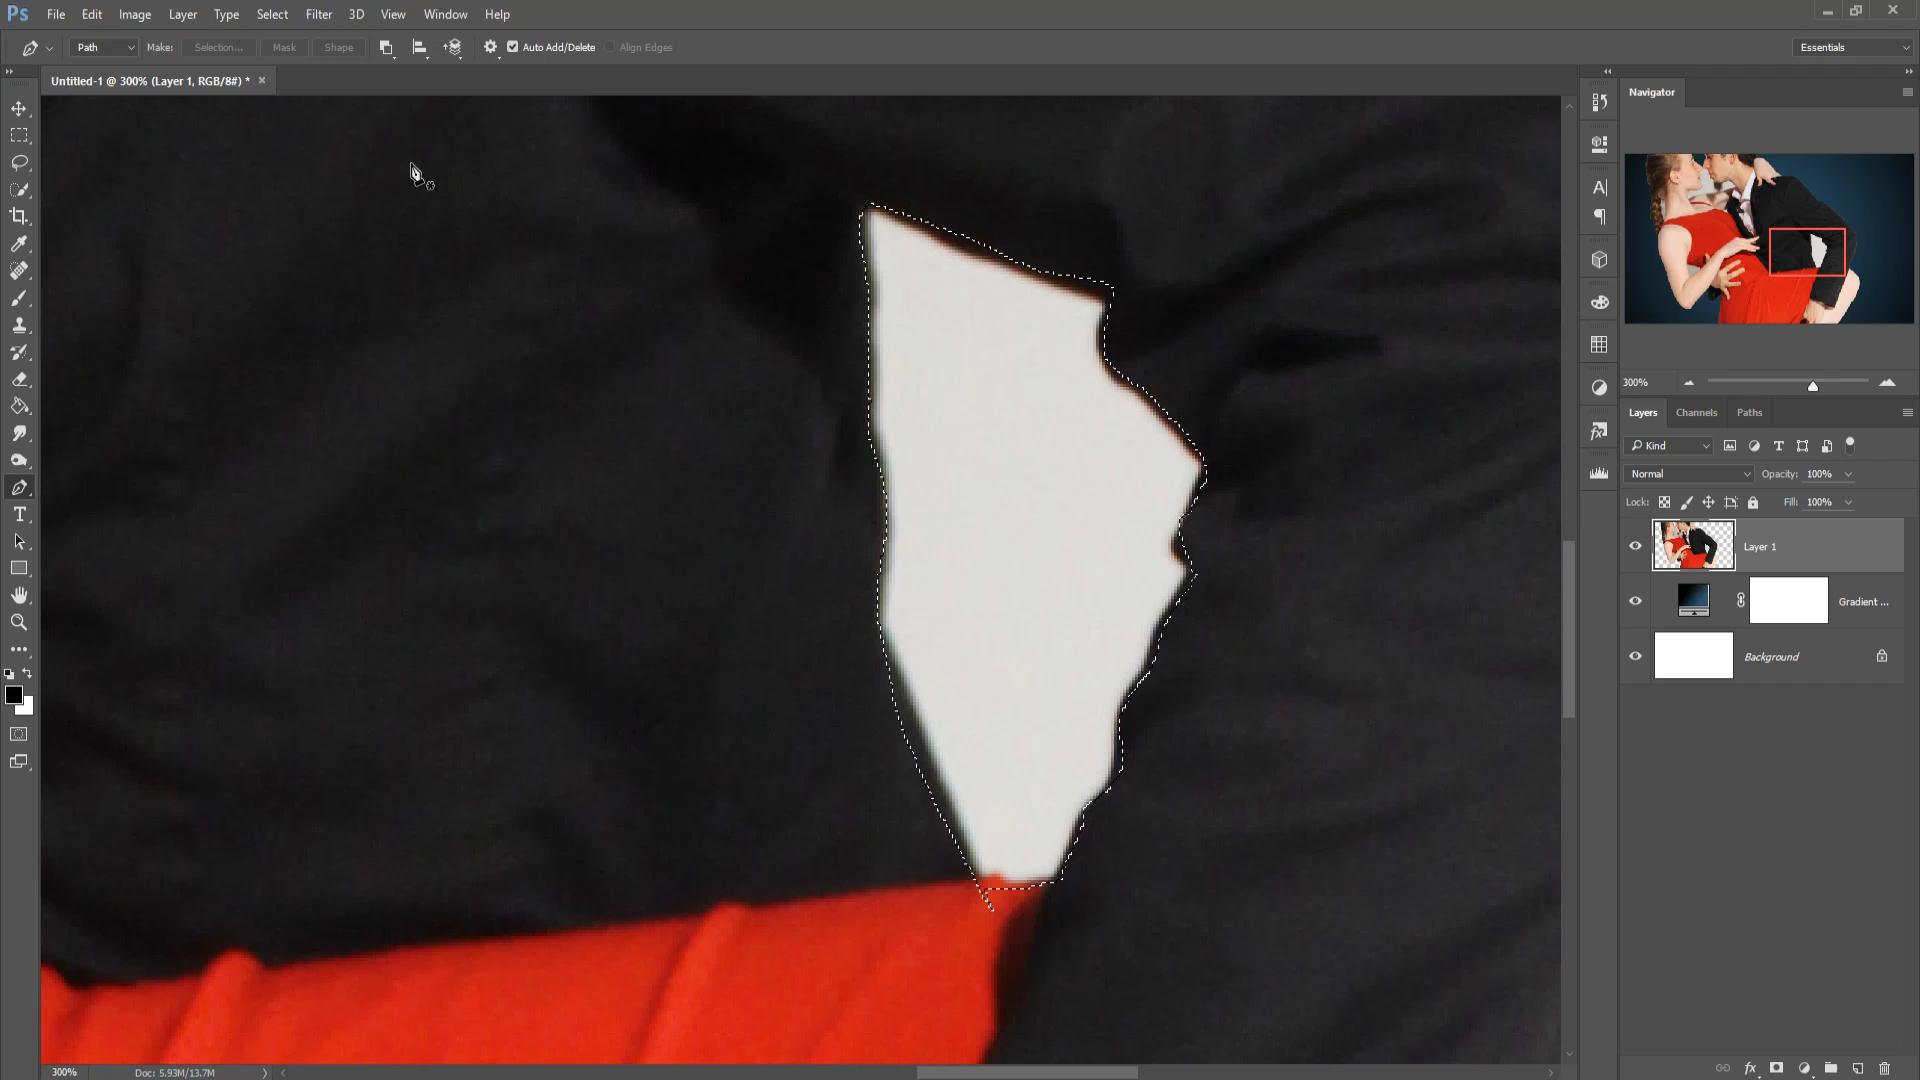 Ps File Edit Image Layer Type Select Filter 3D View Window Help
Path Make: Selection... Mask Shape Auto Add/Delete Align Edges Essentials
Untitled-1 @ 300% (Layer 1, RGB/8#) * ×
Navigator
300%
Layers Channels Paths
Kind
Normal Opacity: 100%
Lock: Fill: 100%
Layer 1
Gradient ...
Background
300% Doc: 5.93M/13.7M